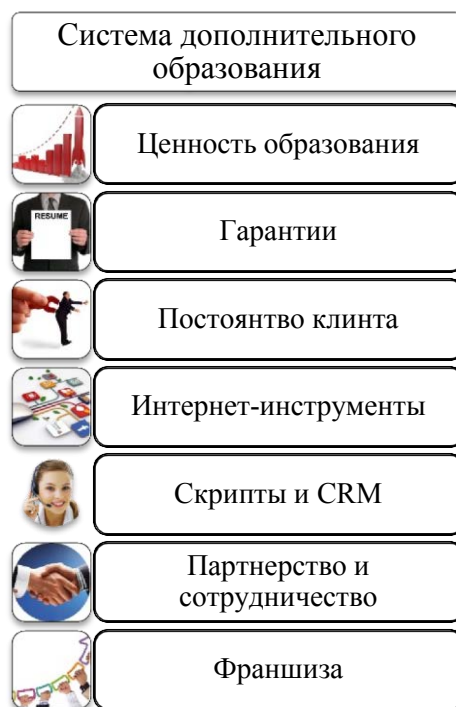 Система дополнительного
образования
Ценность образования
RESUME
Гарантии
Постоянтво клинта
Интернет-инструменты
Скрипты и CRM
Партнерство и
сотрудничество
Франшиза